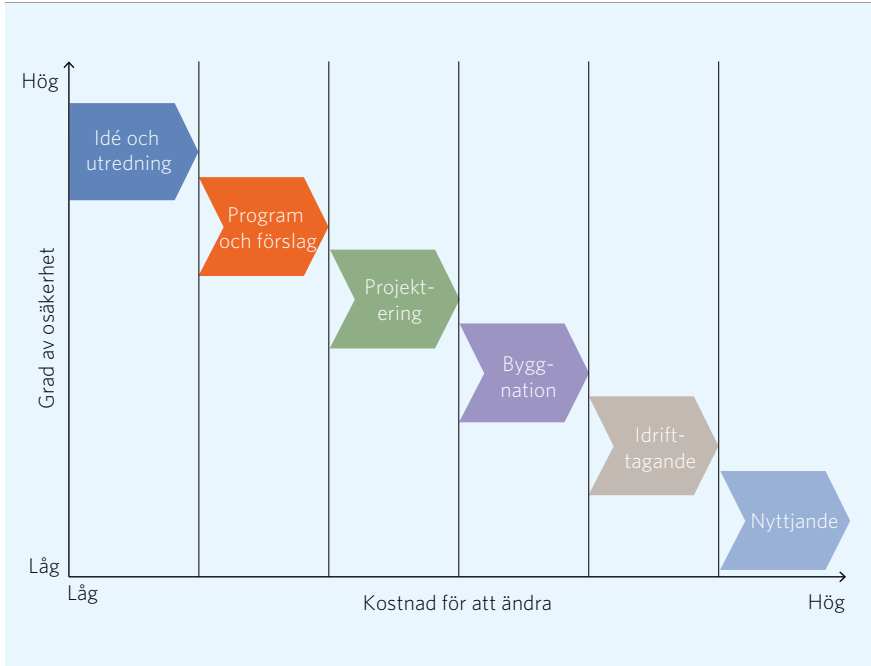 Hög
Idé och
utredning
Program
och förslag
Projekt-
ering
Bygg-
nation
Idrift-
tagande
Nyttjande
Grad av osäkerhet
Låg
Låg
Kostnad för att ändra
Hög